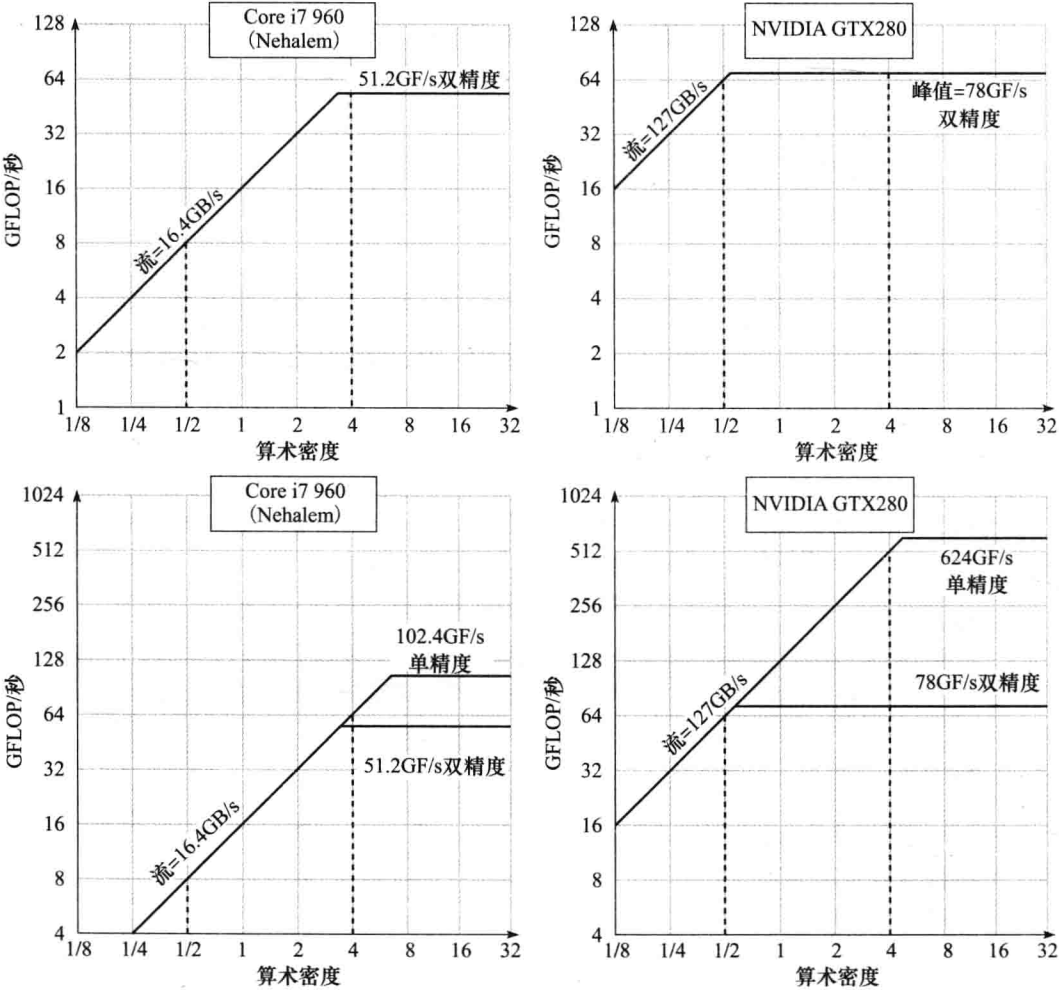 Core i7 960
（Nehalem）
GFLOP/秒
128
64
32
16
8
4
2
1
51.2GF/s双精度
流=16.4GB/s
1/8 1/4 1/2 1 2 4 8 16 32
算术密度
NVIDIA GTX280
GFLOP/秒
128
64
32
16
8
4
2
1
流=127GB/s
峰值=78GF/s
双精度
1/8 1/4 1/2 1 2 4 8 16 32
算术密度
Core i7 960
（Nehalem）
GFLOP/秒
1024
512
256
128
64
32
16
8
4
102.4GF/s
单精度
51.2GF/s双精度
流=16.4GB/s
1/8 1/4 1/2 1 2 4 8 16 32
算术密度
NVIDIA GTX280
GFLOP/秒
1024
512
256
128
64
32
16
8
4
624GF/s
单精度
78GF/s双精度
流=127GB/s
1/8 1/4 1/2 1 2 4 8 16 32
算术密度